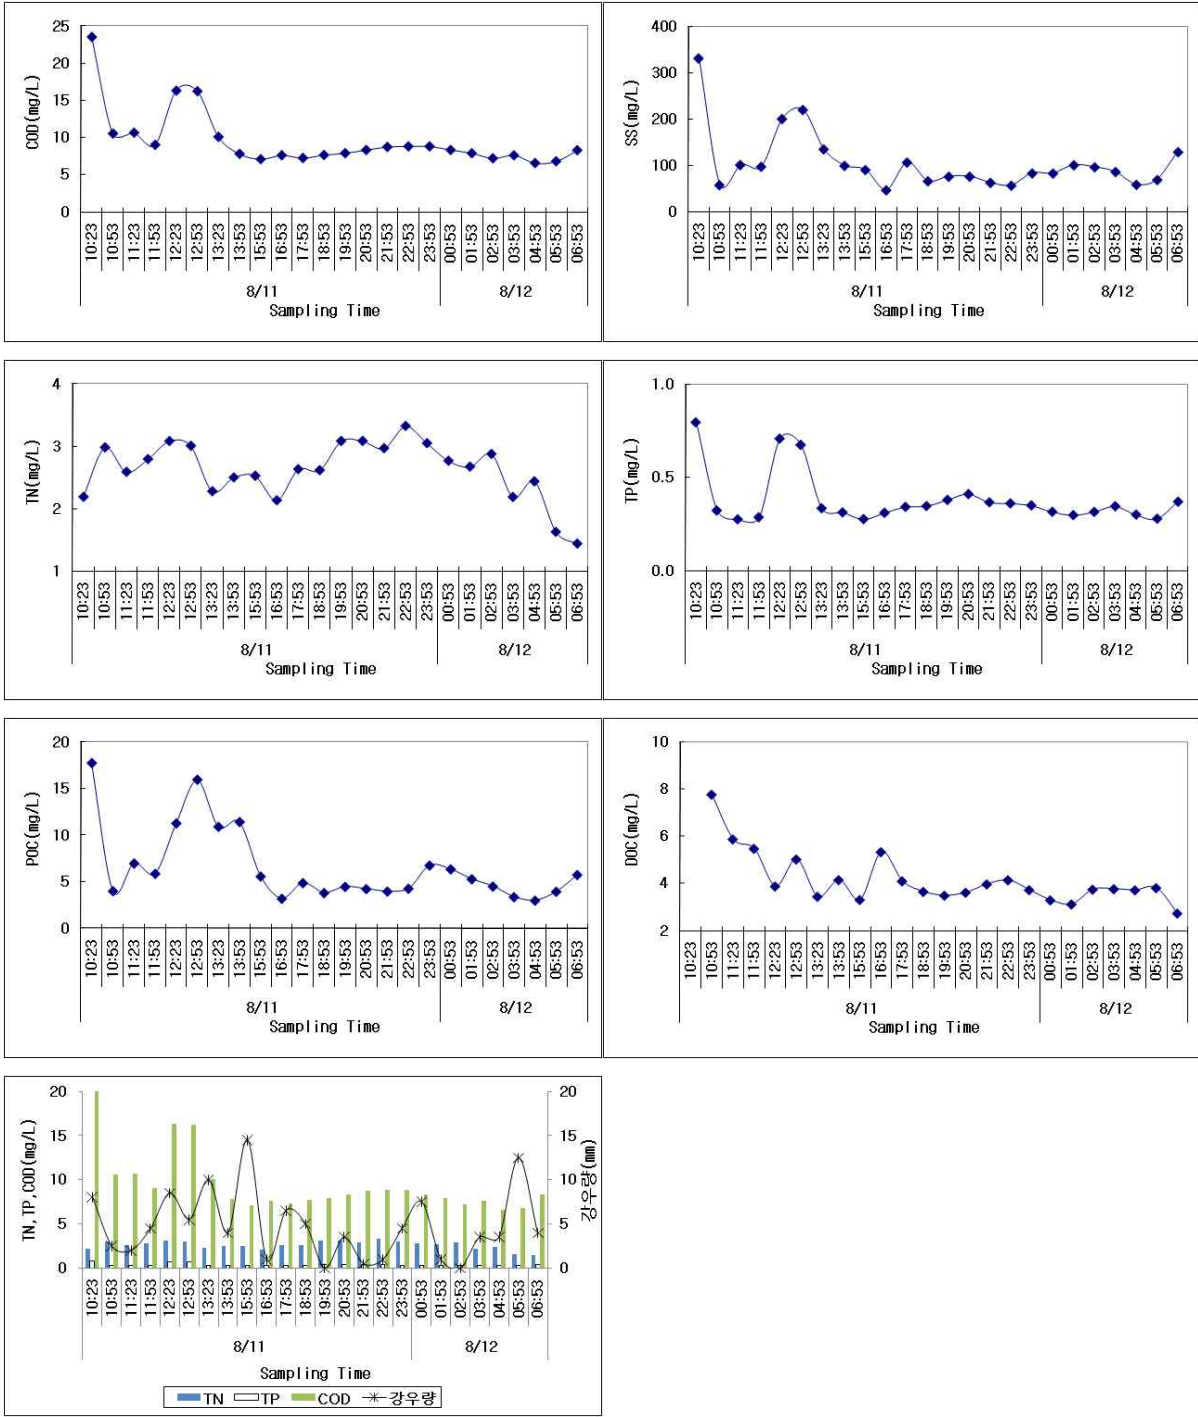 COD(mg/L)
25
20
15
10
5
0
10:23 10:53 11:23 11:53 12:23 12:53 13:23 13:53 15:53 16:53 17:53 18:53 19:53 20:53 21:53 22:53 23:53 00:53 01:53 02:53 03:53 04:53 05:53 06:53
8/11 8/12
Sampling Time
SS(mg/L)
400
300
200
100
0
10:23 10:53 11:23 11:53 12:23 12:53 13:23 13:53 15:53 16:53 17:53 18:53 19:53 20:53 21:53 22:53 23:53 00:53 01:53 02:53 03:53 04:53 05:53 06:53
8/11 8/12
Sampling Time
TN(mg/L)
4
3
2
1
10:23 10:53 11:23 11:53 12:23 12:53 13:23 13:53 15:53 16:53 17:53 18:53 19:53 20:53 21:53 22:53 23:53 00:53 01:53 02:53 03:53 04:53 05:53 06:53
8/11 8/12
Sampling Time
TP(mg/L)
1.0
0.5
0.0
10:23 10:53 11:23 11:53 12:23 12:53 13:23 13:53 15:53 16:53 17:53 18:53 19:53 20:53 21:53 22:53 23:53 00:53 01:53 02:53 03:53 04:53 05:53 06:53
8/11 8/12
Sampling Time
POC(mg/L)
20
15
10
5
0
10:23 10:53 11:23 11:53 12:23 12:53 13:23 13:53 15:53 16:53 17:53 18:53 19:53 20:53 21:53 22:53 23:53 00:53 01:53 02:53 03:53 04:53 05:53 06:53
8/11 8/12
Sampling Time
DOC(mg/L)
10
8
6
4
2
10:23 10:53 11:23 11:53 12:23 12:53 13:23 13:53 15:53 16:53 17:53 18:53 19:53 20:53 21:53 22:53 23:53 00:53 01:53 02:53 03:53 04:53 05:53 06:53
8/11 8/12
Sampling Time
TN,TP,COD(mg/L)
20 20
15 15
10 10
5 5
0 0
강우량(mm)
10:23 10:53 11:23 11:53 12:23 12:53 13:23 13:53 15:53 16:53 17:53 18:53 19:53 20:53 21:53 22:53 23:53 00:53 01:53 02:53 03:53 04:53 05:53 06:53
8/11 8/12
Sampling Time
TN TP COD 강우량